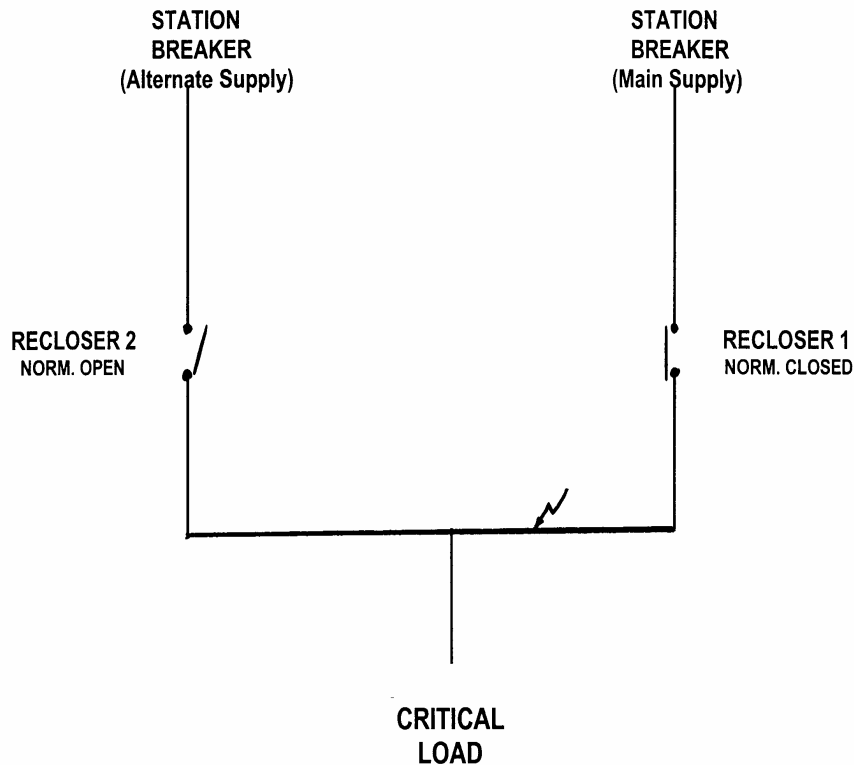 STATION
BREAKER
(Alternate Supply)
STATION
BREAKER
(Main Supply)
RECLOSER 2
NORM. OPEN
RECLOSER 1
NORM. CLOSED
CRITICAL
LOAD